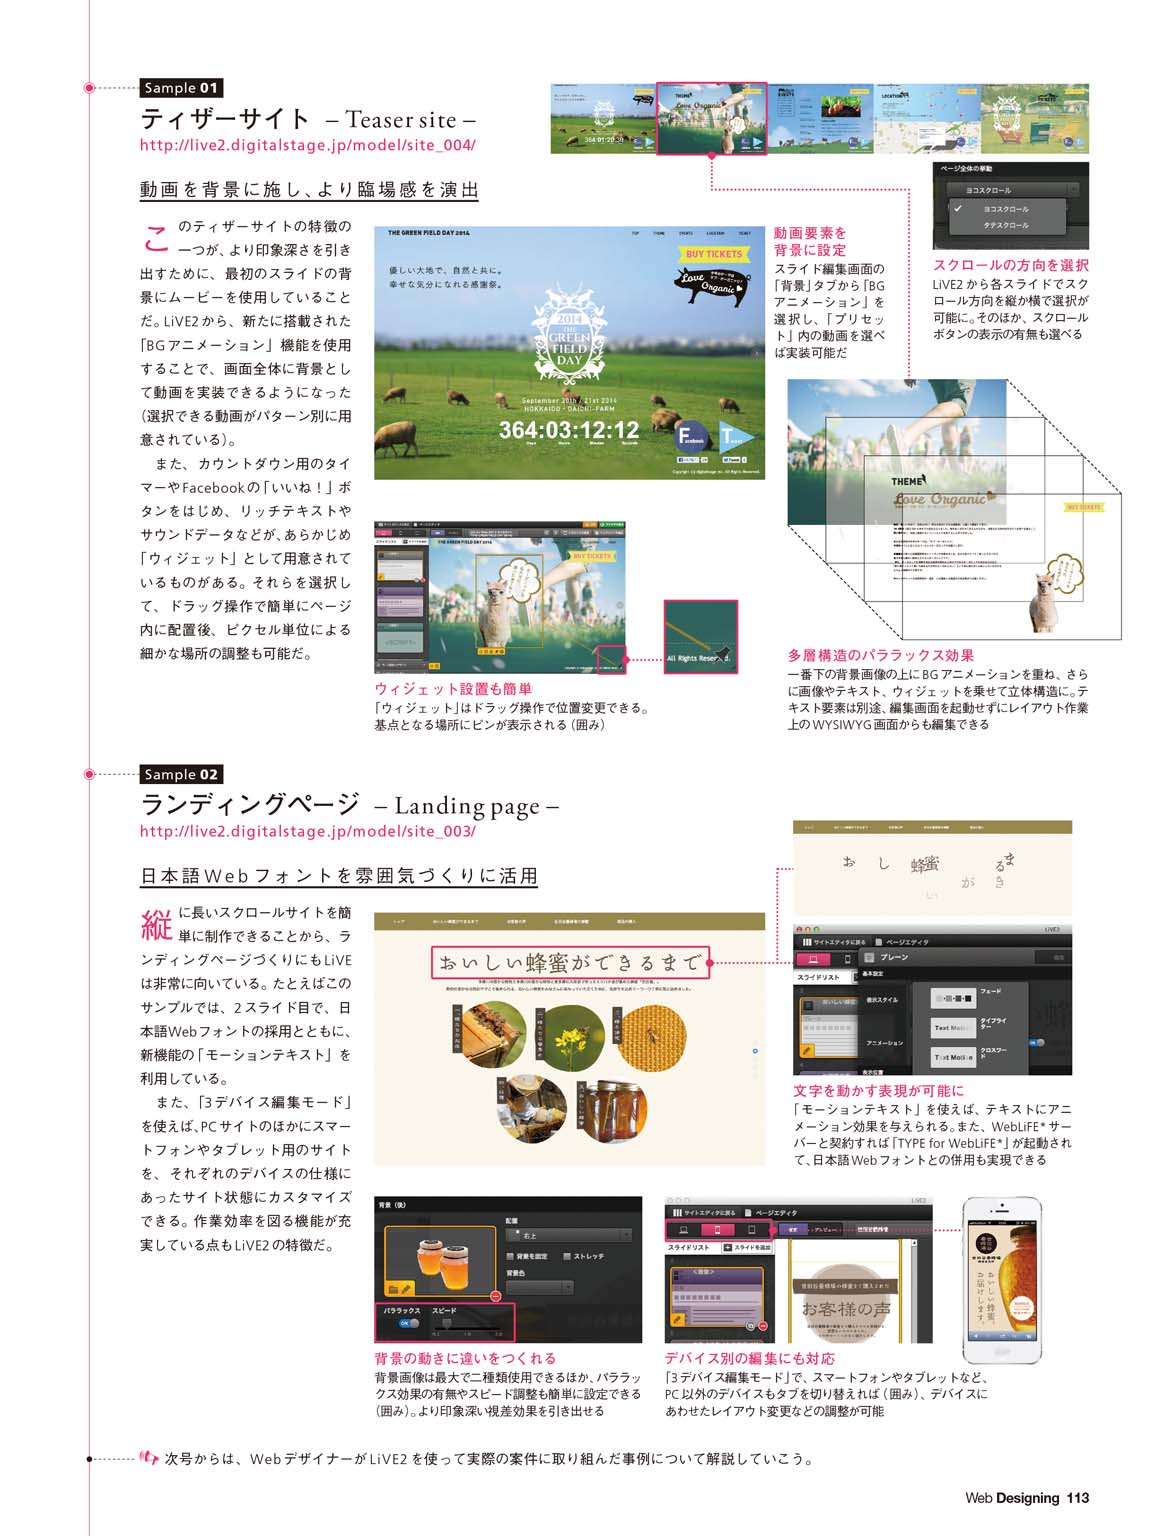 Sample 01
ティザーサイト – Teaser site –
http://live2.digitalstage.jp/model/site_004/
動画を背景に施し、より臨場感を演出
このティザーサイトの特徴の
一つが、より印象深さを引き
出すために、最初のスライドの背
景にムービーを使用していること
だ。LiVE2から、新たに搭載された
「BGアニメーション」機能を使用
することで、画面全体に背景とし
て動画を実装できるようになった
（選択できる動画がパターン別に用
意されている）。
また、カウントダウン用のタイ
マーやFacebookの「いいね！」ボ
タンをはじめ、リッチテキストや
サウンドデータなどが、あらかじめ
「ウィジェット」として用意されて
いるものがある。それらを選択し
て、ドラッグ操作で簡単にページ
内に配置後、ピクセル単位による
細かな場所の調整も可能だ。
THE GREEN FIELD DAY 2014
TOP THEME EVENTS LOCATION TICKET
BUY TICKETS
優しい大地で、自然と共に。
幸せな気分になれる感謝祭。
Love Organic
2014
THE
GREEN
FIELD
DAY
September 20th / 21st 2014
HOKKAIDO - DAICHI-FARM
364:03:12:12
Facebook
Tweet
動画要素を
背景に設定
スライド編集画面の
「背景」タブから「BG
アニメーション」を
選択し、「プリセッ
ト」内の動画を選べ
ば実装可能だ
ページ全体の挙動
ヨコスクロール
ヨコスクロール
タテスクロール
スクロールの方向を選択
LiVE2から各スライドでスク
ロール方向を縦か横で選択が
可能に。そのほか、スクロール
ボタンの表示の有無も選べる
THE GREEN FIELD DAY 2014
BUY TICKETS
All Rights Reserved.
ウィジェット設置も簡単
「ウィジェット」はドラッグ操作で位置変更できる。
基点となる場所にピンが表示される（囲み）
THEME
Love Organic
BUY TICKETS
多層構造のパララックス効果
一番下の背景画像の上にBGアニメーションを重ね、さら
に画像やテキスト、ウィジェットを乗せて立体構造に。テ
キスト要素は別途、編集画面を起動せずにレイアウト作業
上のWYSIWYG画面からも編集できる
Sample 02
ランディングページ – Landing page –
http://live2.digitalstage.jp/model/site_003/
日本語Webフォントを雰囲気づくりに活用
縦に長いスクロールサイトを簡
単に制作できることから、ラ
ンディングページづくりにもLiVE
は非常に向いている。たとえばこの
サンプルでは、2スライド目で、日
本語Webフォントの採用とともに、
新機能の「モーションテキスト」を
利用している。
また、「3デバイス編集モード」
を使えば、PCサイトのほかにスマー
トフォンやタブレット用のサイト
を、それぞれのデバイスの仕様に
あったサイト状態にカスタマイズ
できる。作業効率を図る機能が充
実している点もLiVE2の特徴だ。
おいしい蜂蜜ができるまで
おし蜂蜜まるがきい
LiVE2
サイトエディタに戻る ページエディタ
プレーン
スライドリスト
基本設定
表示スタイル
フェード
タイプライター
アニメーション
クロスワード
表示位置
文字を動かす表現が可能に
「モーションテキスト」を使えば、テキストにアニ
メーション効果を与えられる。また、WebLiFE*サー
バーと契約すれば「TYPE for WebLiFE*」が起動され
て、日本語Webフォントとの併用も実現できる
背景（後）
配置
右上
背景を固定 ストレッチ
背景色
パララックス スピード
ON
背景の動きに違いをつくれる
背景画像は最大で二種類使用できるほか、パララッ
クス効果の有無やスピード調整も簡単に設定できる
（囲み）。より印象深い視差効果を引き出せる
LiVE2
サイトエディタに戻る ページエディタ
スライドリスト スライドを追加
お客様の声
おいしい蜂蜜
お届けします。
デバイス別の編集にも対応
「3デバイス編集モード」で、スマートフォンやタブレットなど、
PC以外のデバイスもタブを切り替えれば（囲み）、デバイスに
あわせたレイアウト変更などの調整が可能
次号からは、WebデザイナーがLiVE2を使って実際の案件に取り組んだ事例について解説していこう。
Web Designing 113